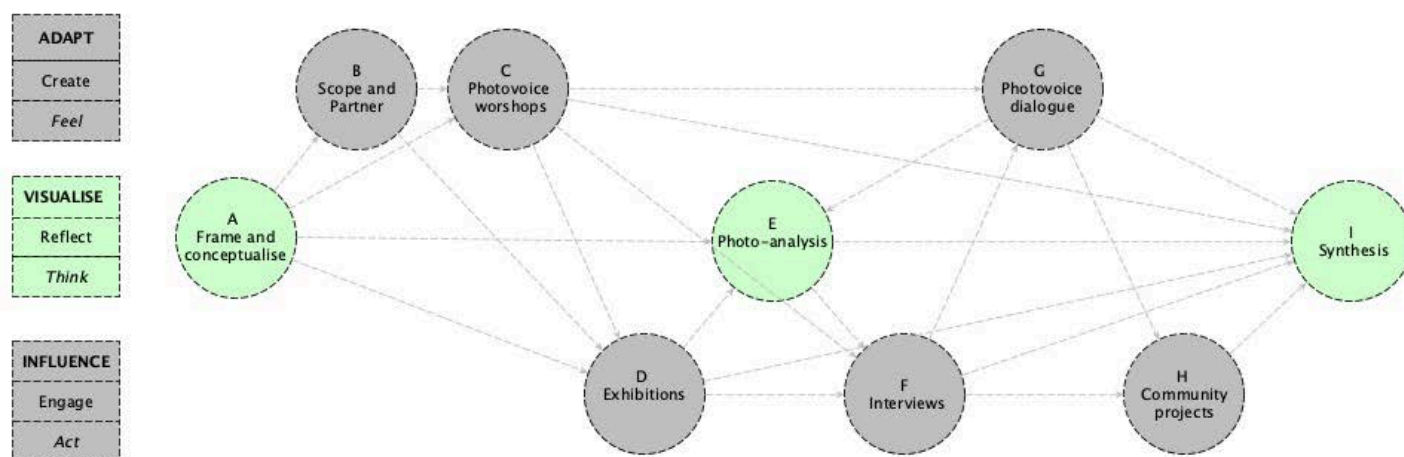 ADAPT
Create
Feel
B
Scope and
Partner
C
Photovoice
worshops
G
Photovoice
dialogue
VISUALISE
Reflect
Think
A
Frame and
conceptualise
E
Photo-analysis
I
Synthesis
INFLUENCE
Engage
Act
D
Exhibitions
F
Interviews
H
Community
projects